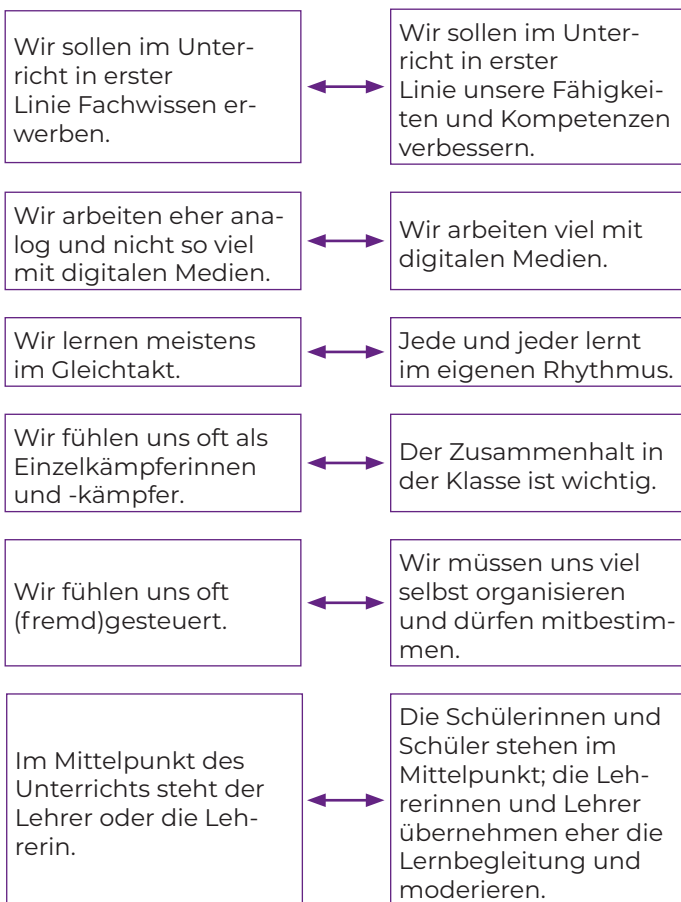 Wir sollen im Unter-
richt in erster
Linie Fachwissen er-
werben.
Wir sollen im Unter-
richt in erster
Linie unsere Fähigkei-
ten und Kompetenzen
verbessern.
Wir arbeiten eher ana-
log und nicht so viel
mit digitalen Medien.
Wir arbeiten viel mit
digitalen Medien.
Wir lernen meistens
im Gleichtakt.
Jede und jeder lernt
im eigenen Rhythmus.
Wir fühlen uns oft als
Einzelkämpferinnen
und -kämpfer.
Der Zusammenhalt in
der Klasse ist wichtig.
Wir fühlen uns oft
(fremd)gesteuert.
Wir müssen uns viel
selbst organisieren
und dürfen mitbestim-
men.
Im Mittelpunkt des
Unterrichts steht der
Lehrer oder die Leh-
rerin.
Die Schülerinnen und
Schüler stehen im
Mittelpunkt; die Leh-
rerinnen und Lehrer
übernehmen eher die
Lernbegleitung und
moderieren.